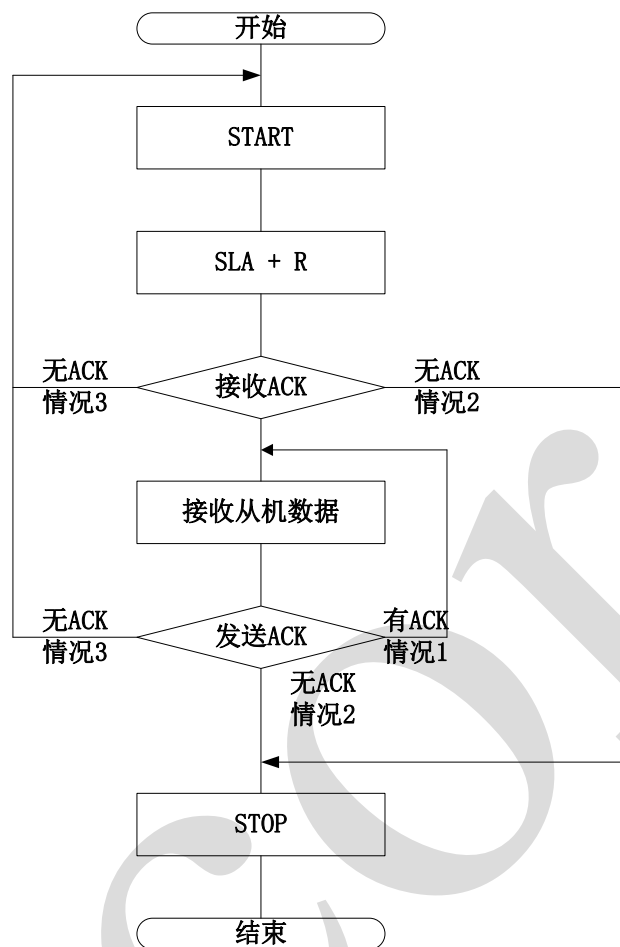 开始
START
SLA + R
无ACK
情况3
接收ACK
无ACK
情况2
接收从机数据
无ACK
情况3
发送ACK
有ACK
情况1
无ACK
情况2
STOP
结束
cor